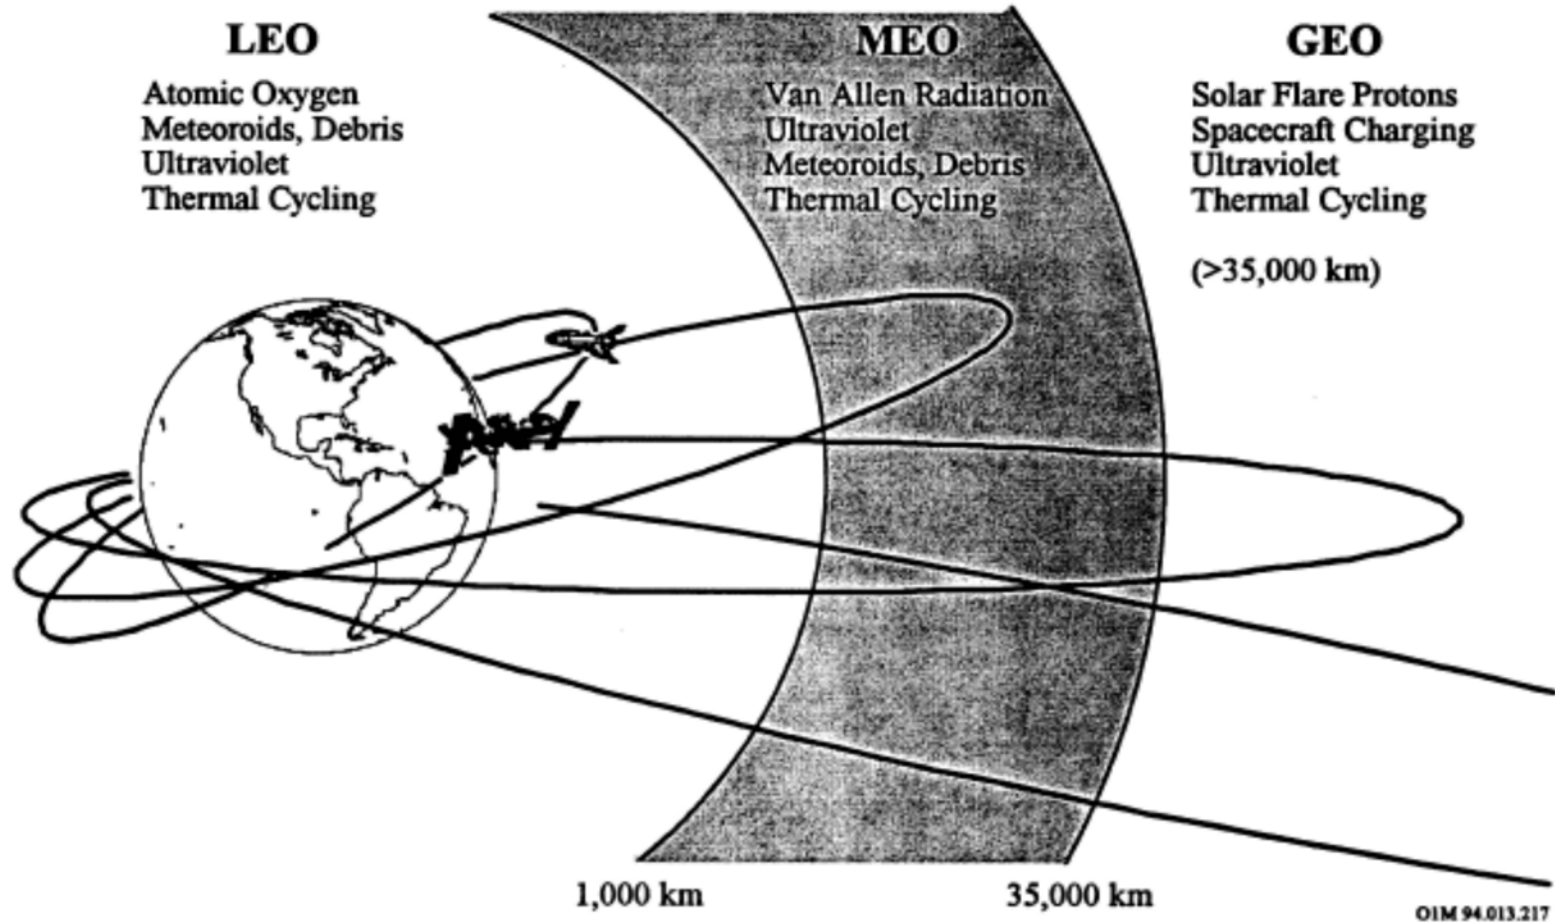 LEO
Atomic Oxygen
Meteoroids, Debris
Ultraviolet
Thermal Cycling
MEO
Van Allen Radiation
Ultraviolet
Meteoroids, Debris
Thermal Cycling
GEO
Solar Flare Protons
Spacecraft Charging
Ultraviolet
Thermal Cycling
(>35,000 km)
1,000 km
35,000 km
O1M 94.013.217